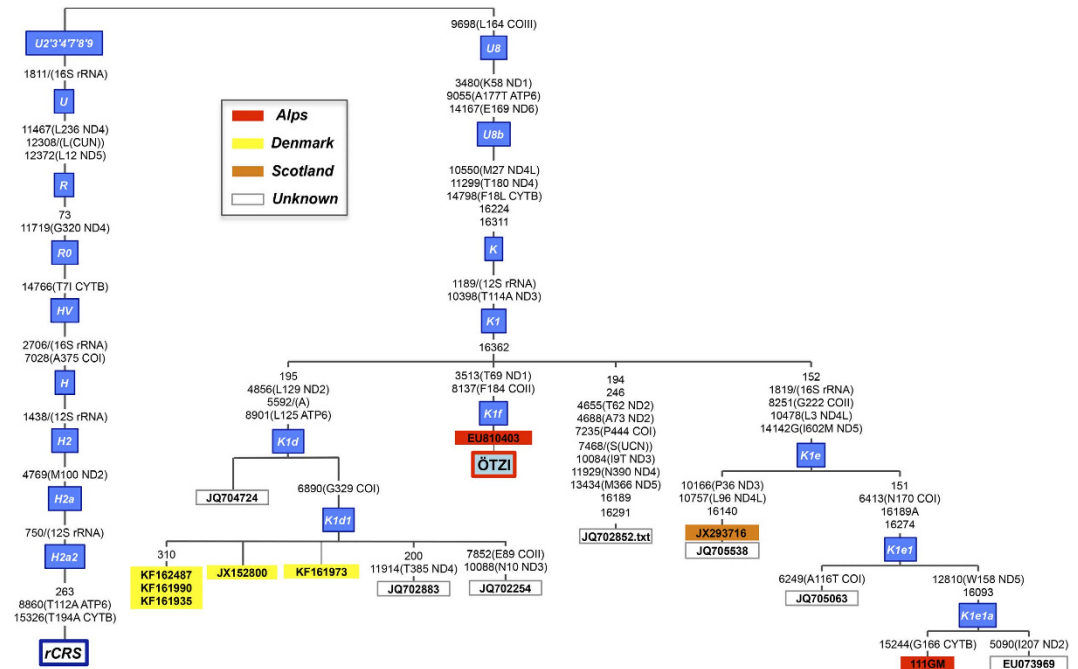 U2'3'4'7'8'9
1811/(16S rRNA)
U
11467(L236 ND4)
12308/(L(CUN))
12372(L12 ND5)
R
73
11719(G320 ND4)
R0
14766(T7I CYTB)
HV
2706/(16S rRNA)
7028(A375 COI)
H
1438/(12S rRNA)
H2
4769(M100 ND2)
H2a
750/(12S rRNA)
H2a2
263
8860(T112A ATP6)
15326(T194A CYTB)
rCRS
Alps
Denmark
Scotland
Unknown
9698(L164 COIII)
U8
3480(K58 ND1)
9055(A177T ATP6)
14167(E169 ND6)
U8b
10550(M27 ND4L)
11299(T180 ND4)
14798(F18L CYTB)
16224
16311
K
1189/(12S rRNA)
10398(T114A ND3)
K1
16362
195
4856(L129 ND2)
5592/(A)
8901(L125 ATP6)
K1d
JQ704724
6890(G329 COI)
K1d1
310
KF162487
KF161990
KF161935
JX152800
KF161973
200
11914(T385 ND4)
JQ702883
7852(E89 COII)
10088(N10 ND3)
JQ702254
3513(T69 ND1)
8137(F184 COII)
K1f
EU810403
ÖTZI
194
246
4655(T62 ND2)
4688(A73 ND2)
7235(P444 COI)
7468/(S(UCN))
10084(I9T ND3)
11929(N390 ND4)
13434(M366 ND5)
16189
16291
JQ702852.txt
152
1819/(16S rRNA)
8251(G222 COII)
10478(L3 ND4L)
14142G(I602M ND5)
K1e
10166(P36 ND3)
10757(L96 ND4L)
16140
JX293716
JQ705538
151
6413(N170 COI)
16189A
16274
K1e1
6249(A116T COI)
JQ705063
12810(W158 ND5)
16093
K1e1a
15244(G166 CYTB)
111GM
5090(I207 ND2)
EU073969